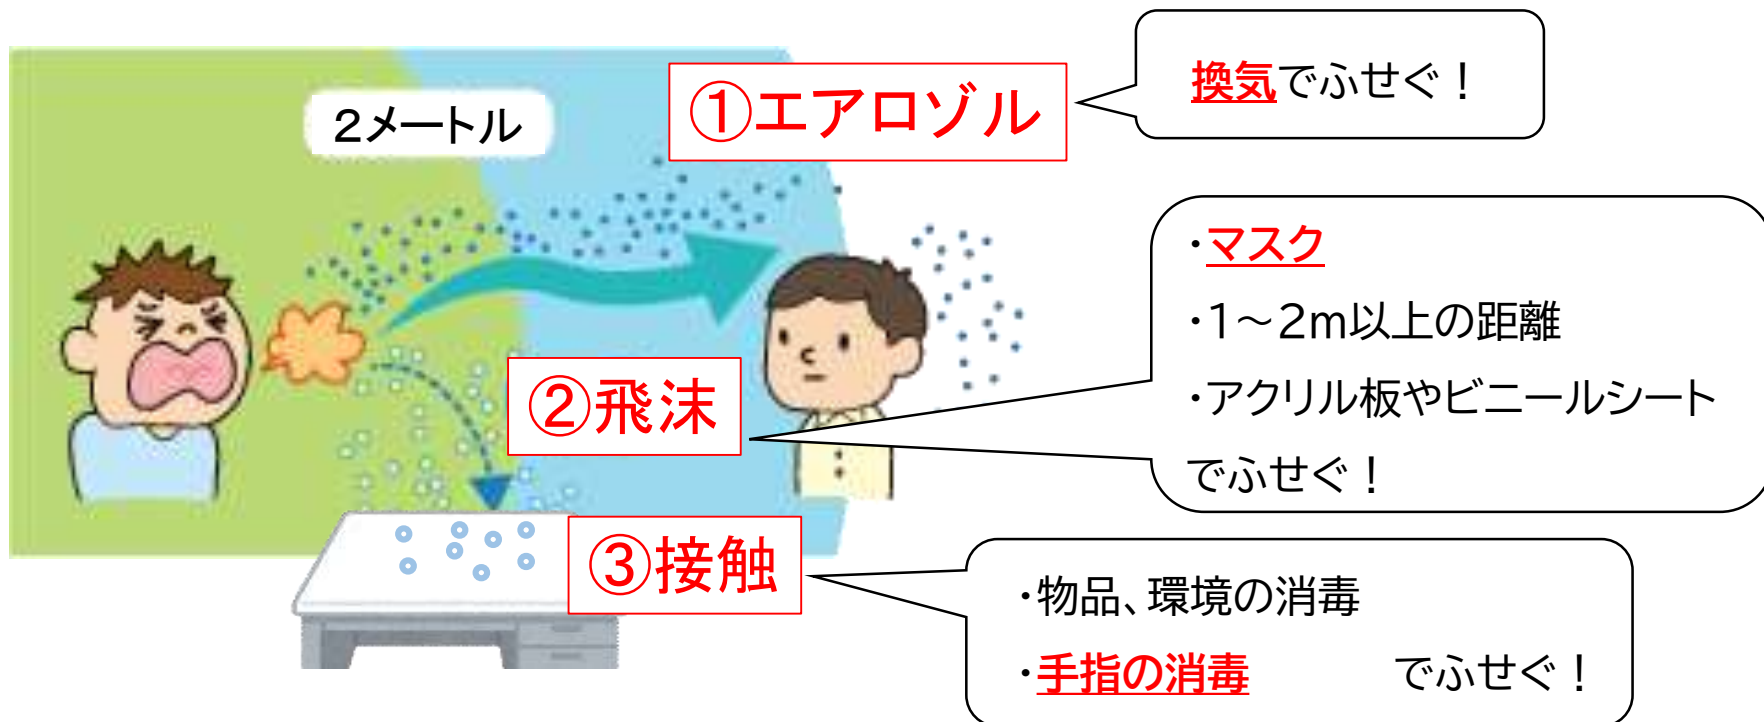 2メートル
①エアロゾル
換気でふせぐ！
②飛沫
・マスク
・1～2m以上の距離
・アクリル板やビニールシート
でふせぐ！
③接触
・物品、環境の消毒
・手指の消毒　でふせぐ！